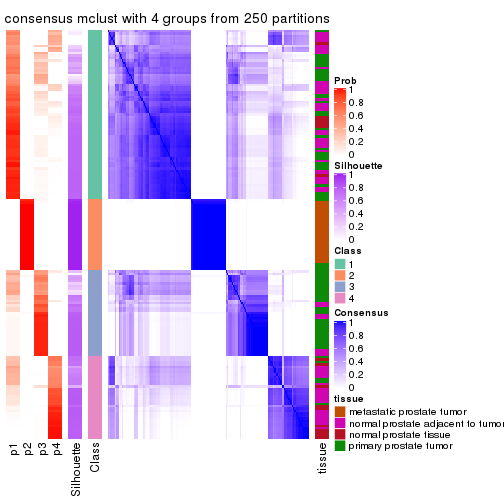 consensus mclust with 4 groups from 250 partitions
Prob
1
0.8
0.6
0.4
0.2
0
Silhouette
1
0.8
0.6
0.4
0.2
0
Class
1
2
3
4
Consensus
1
0.8
0.6
0.4
0.2
0
tissue
metastatic prostate tumor
normal prostate adjacent to tumor
normal prostate tissue
primary prostate tumor
p1
p2
p3
p4
Silhouette
Class
tissue